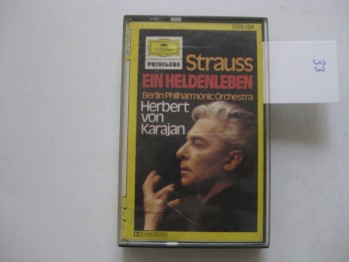 PRIVILEGE
Strauss
EIN HELDENLEBEN
Berlin Philharmonic Orchestra
Herbert
von
Karajan
33